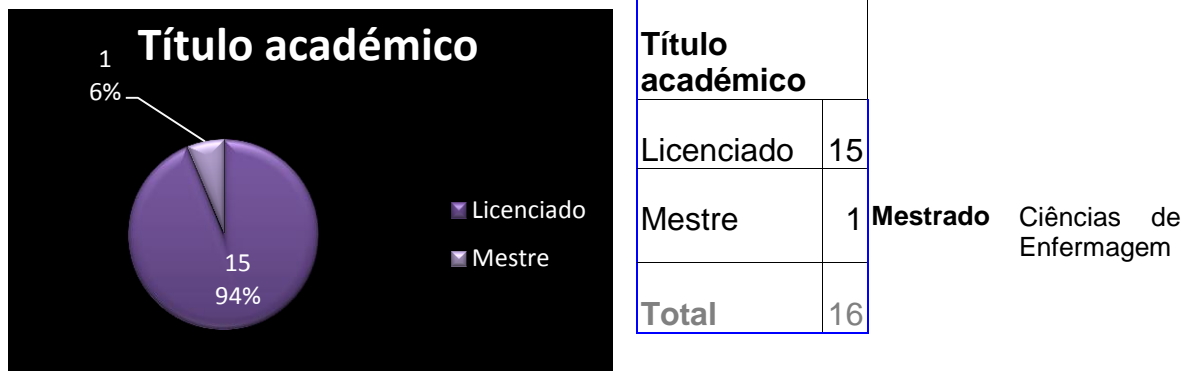 Título académico
1
6%
15
94%
Licenciado
Mestre
Título
académico
Licenciado 15
Mestre 1 Mestrado Ciências de
Enfermagem
Total 16